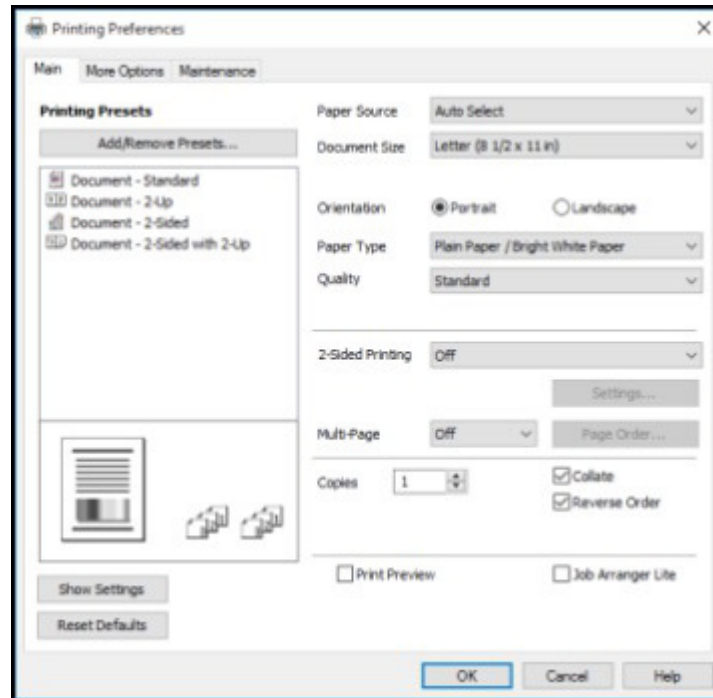 Printing Preferences
Main More Options Maintenance
Printing Presets
Add/Remove Presets...
Document - Standard
Document - 2-Up
Document - 2-Sided
Document - 2-Sided with 2-Up
Show Settings
Reset Defaults
Paper Source Auto Select
Document Size Letter (8 1/2 x 11 in)
Orientation Portrait Landscape
Paper Type Plain Paper / Bright White Paper
Quality Standard
2-Sided Printing Off
Settings...
Multi-Page Off Page Order...
Copies 1 Collate
Reverse Order
Print Preview Job Arranger Lite
OK Cancel Help